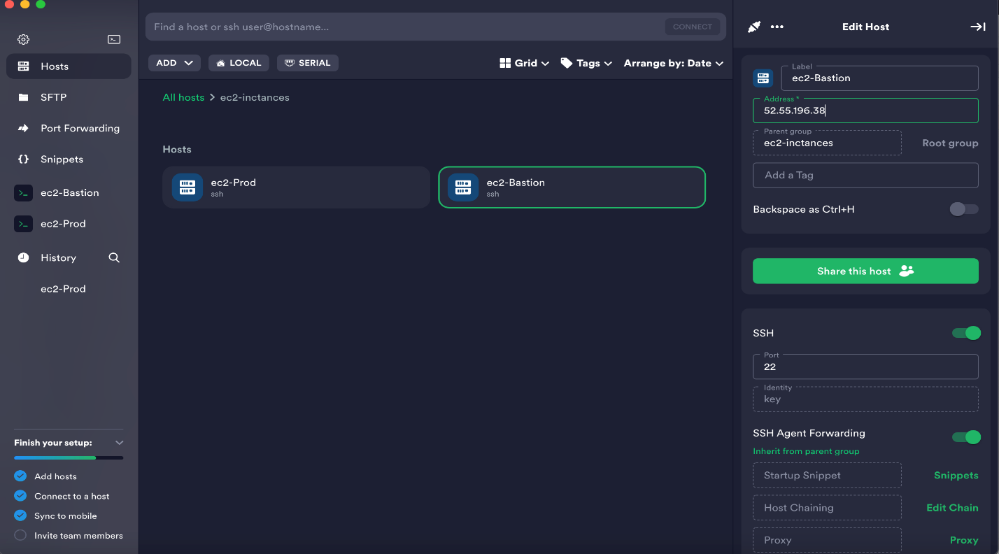 Hosts
SFTP
Port Forwarding
{} Snippets
>_ ec2-Bastion
>_ ec2-Prod
History
ec2-Prod
Finish your setup:
Add hosts
Connect to a host
Sync to mobile
Invite team members
Find a host or ssh user@hostname... CONNECT
ADD LOCAL SERIAL Grid Tags Arrange by: Date
All hosts > ec2-inctances
Hosts
ec2-Prod
ssh
ec2-Bastion
ssh
••• Edit Host
Label
ec2-Bastion
Address *
52.55.196.38
Parent group
ec2-inctances Root group
Add a Tag
Backspace as Ctrl+H
Share this host
SSH
Port
22
Identity
key
SSH Agent Forwarding
Inherit from parent group
Startup Snippet Snippets
Host Chaining Edit Chain
Proxy Proxy